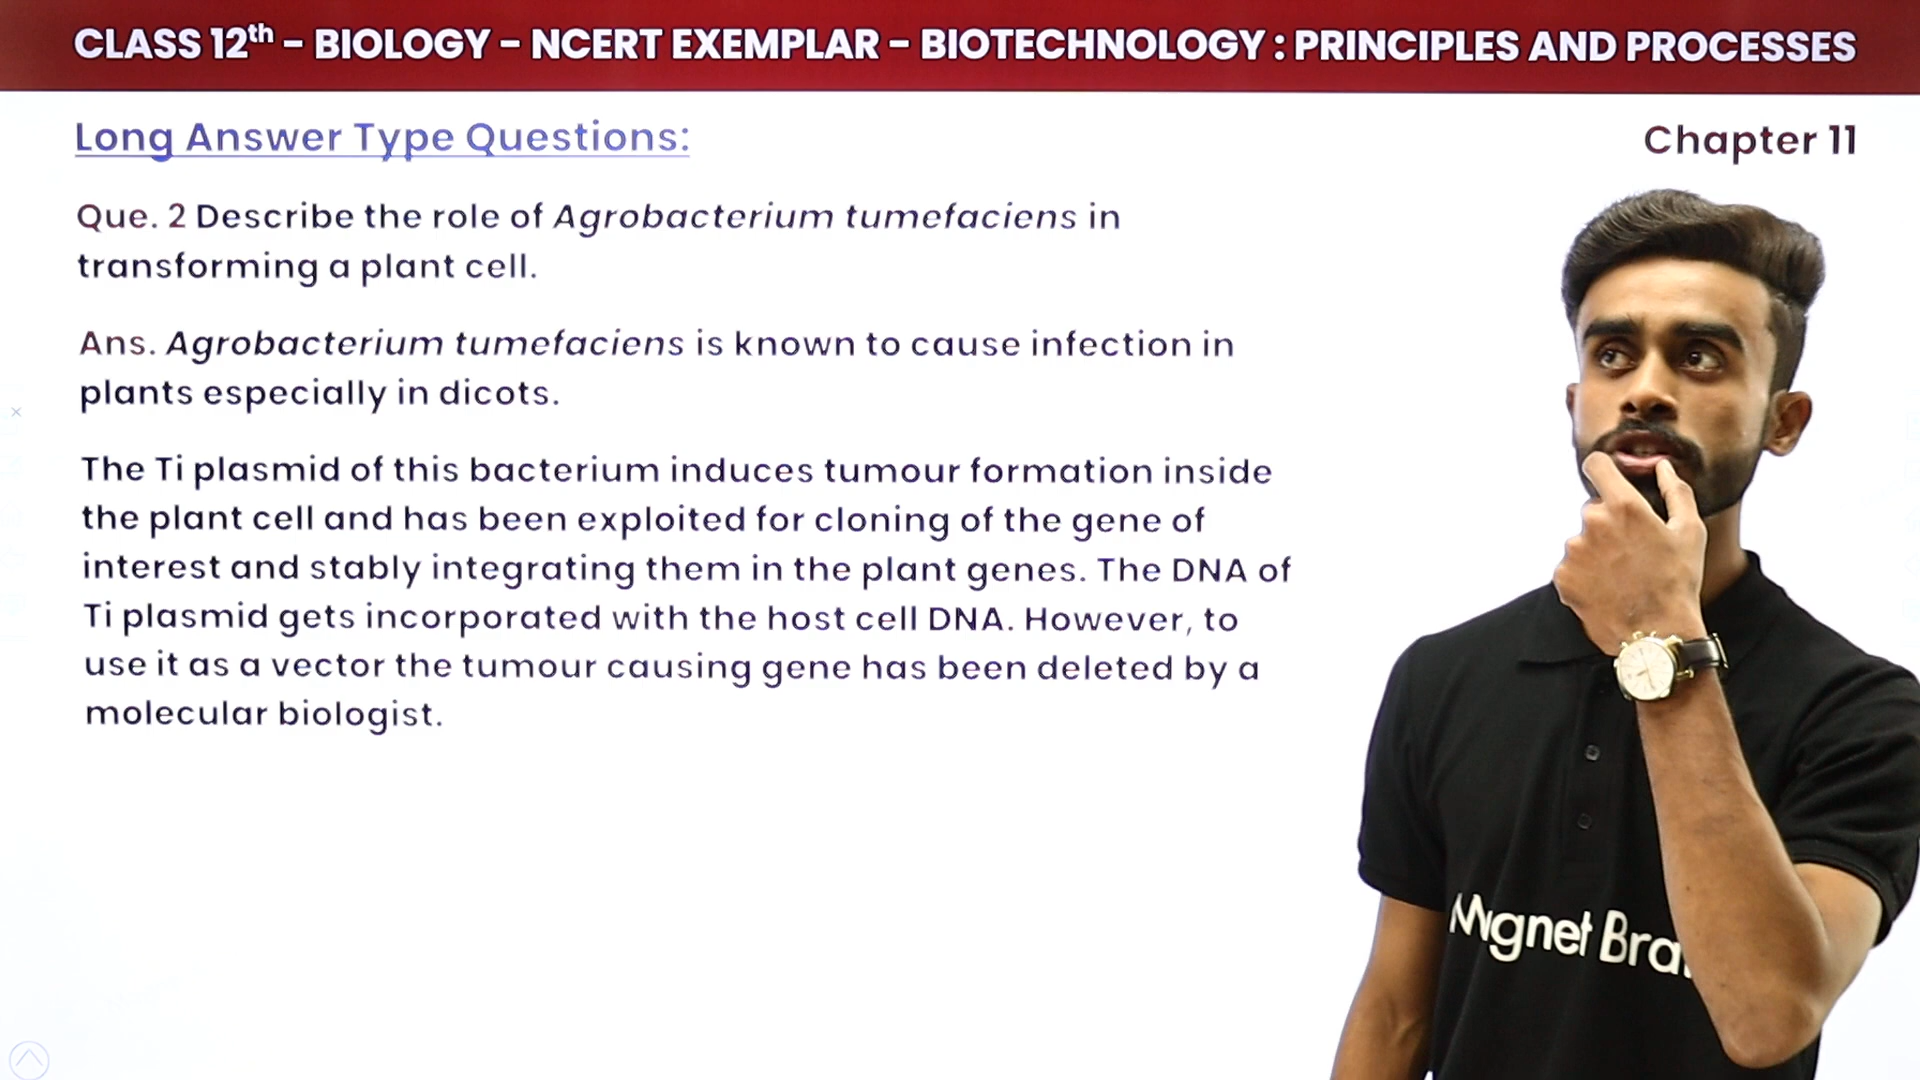 CLASS 12th - BIOLOGY - NCERT EXEMPLAR - BIOTECHNOLOGY : PRINCIPLES AND PROCESSES
Long Answer Type Questions:
Chapter 11
Que. 2 Describe the role of Agrobacterium tumefaciens in
transforming a plant cell.
Ans. Agrobacterium tumefaciens is known to cause infection in
plants especially in dicots.
The Ti plasmid of this bacterium induces tumour formation inside
the plant cell and has been exploited for cloning of the gene of
interest and stably integrating them in the plant genes. The DNA of
Ti plasmid gets incorporated with the host cell DNA. However, to
use it as a vector the tumour causing gene has been deleted by a
molecular biologist.
Magnet Bra